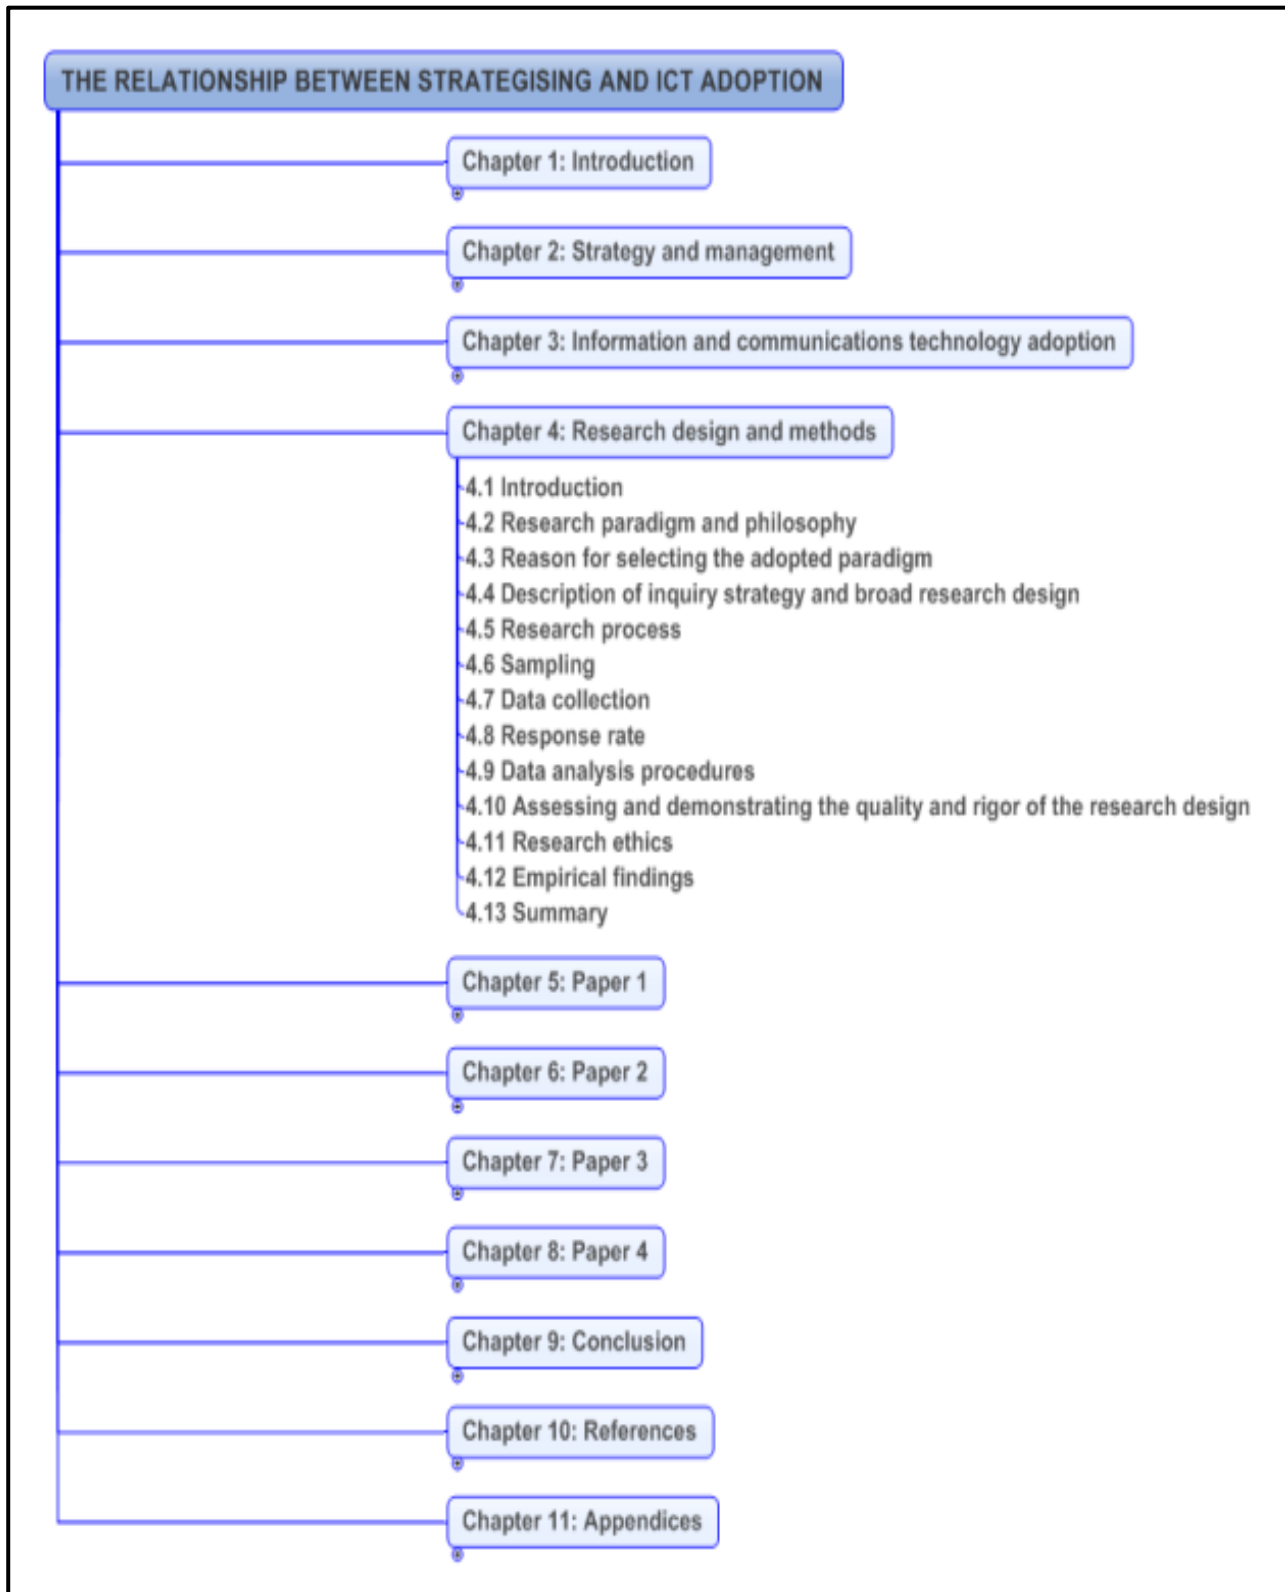 THE RELATIONSHIP BETWEEN STRATEGISING AND ICT ADOPTION
Chapter 1: Introduction
Chapter 2: Strategy and management
Chapter 3: Information and communications technology adoption
Chapter 4: Research design and methods
4.1 Introduction
4.2 Research paradigm and philosophy
4.3 Reason for selecting the adopted paradigm
4.4 Description of inquiry strategy and broad research design
4.5 Research process
4.6 Sampling
4.7 Data collection
4.8 Response rate
4.9 Data analysis procedures
4.10 Assessing and demonstrating the quality and rigor of the research design
4.11 Research ethics
4.12 Empirical findings
4.13 Summary
Chapter 5: Paper 1
Chapter 6: Paper 2
Chapter 7: Paper 3
Chapter 8: Paper 4
Chapter 9: Conclusion
Chapter 10: References
Chapter 11: Appendices